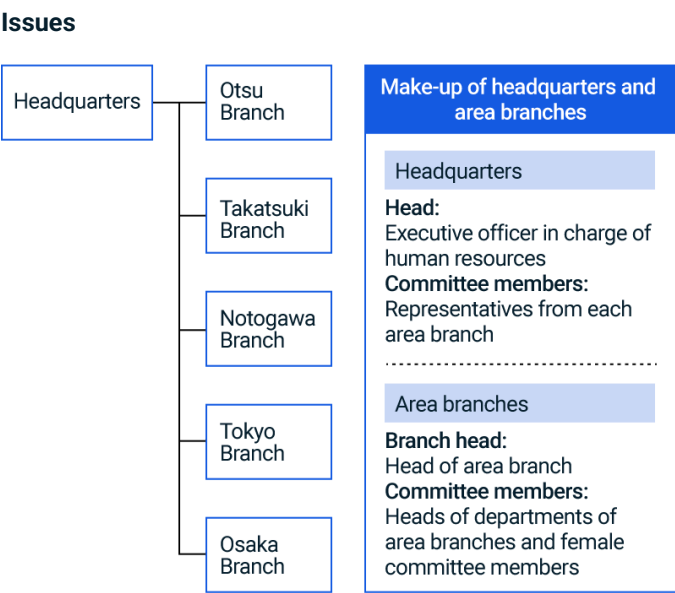 Issues
Headquarters
Otsu
Branch
Takatsuki
Branch
Notogawa
Branch
Tokyo
Branch
Osaka
Branch
Make-up of headquarters and
area branches
Headquarters
Head:
Executive officer in charge of
human resources
Committee members:
Representatives from each
area branch
Area branches
Branch head:
Head of area branch
Committee members:
Heads of departments of
area branches and female
committee members